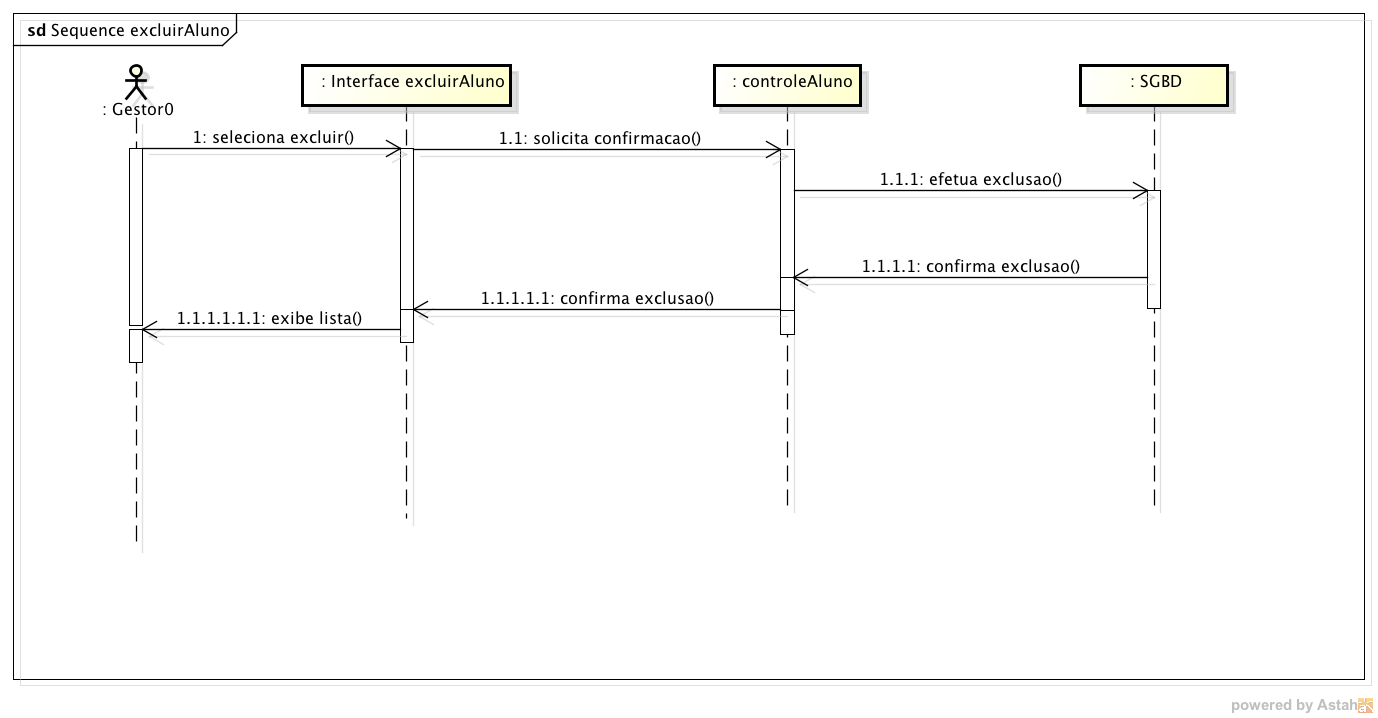 sd Sequence excluirAluno
: Gestor0
: Interface excluirAluno
: controleAluno
: SGBD
1: seleciona excluir()
1.1: solicita confirmacao()
1.1.1: efetua exclusao()
1.1.1.1: confirma exclusao()
1.1.1.1.1: confirma exclusao()
1.1.1.1.1.1: exibe lista()
powered by Astah